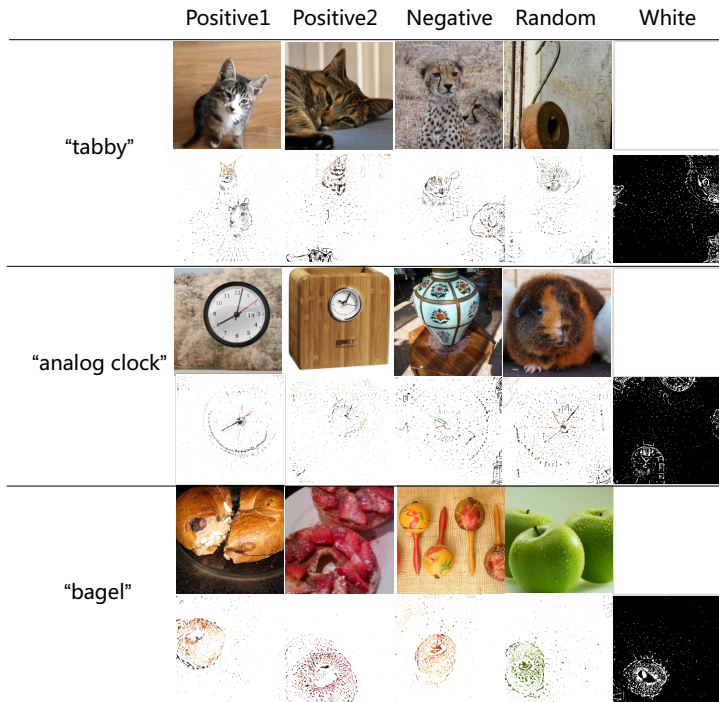 Positive1 Positive2 Negative Random White
“tabby”
“analog clock”
“bagel”